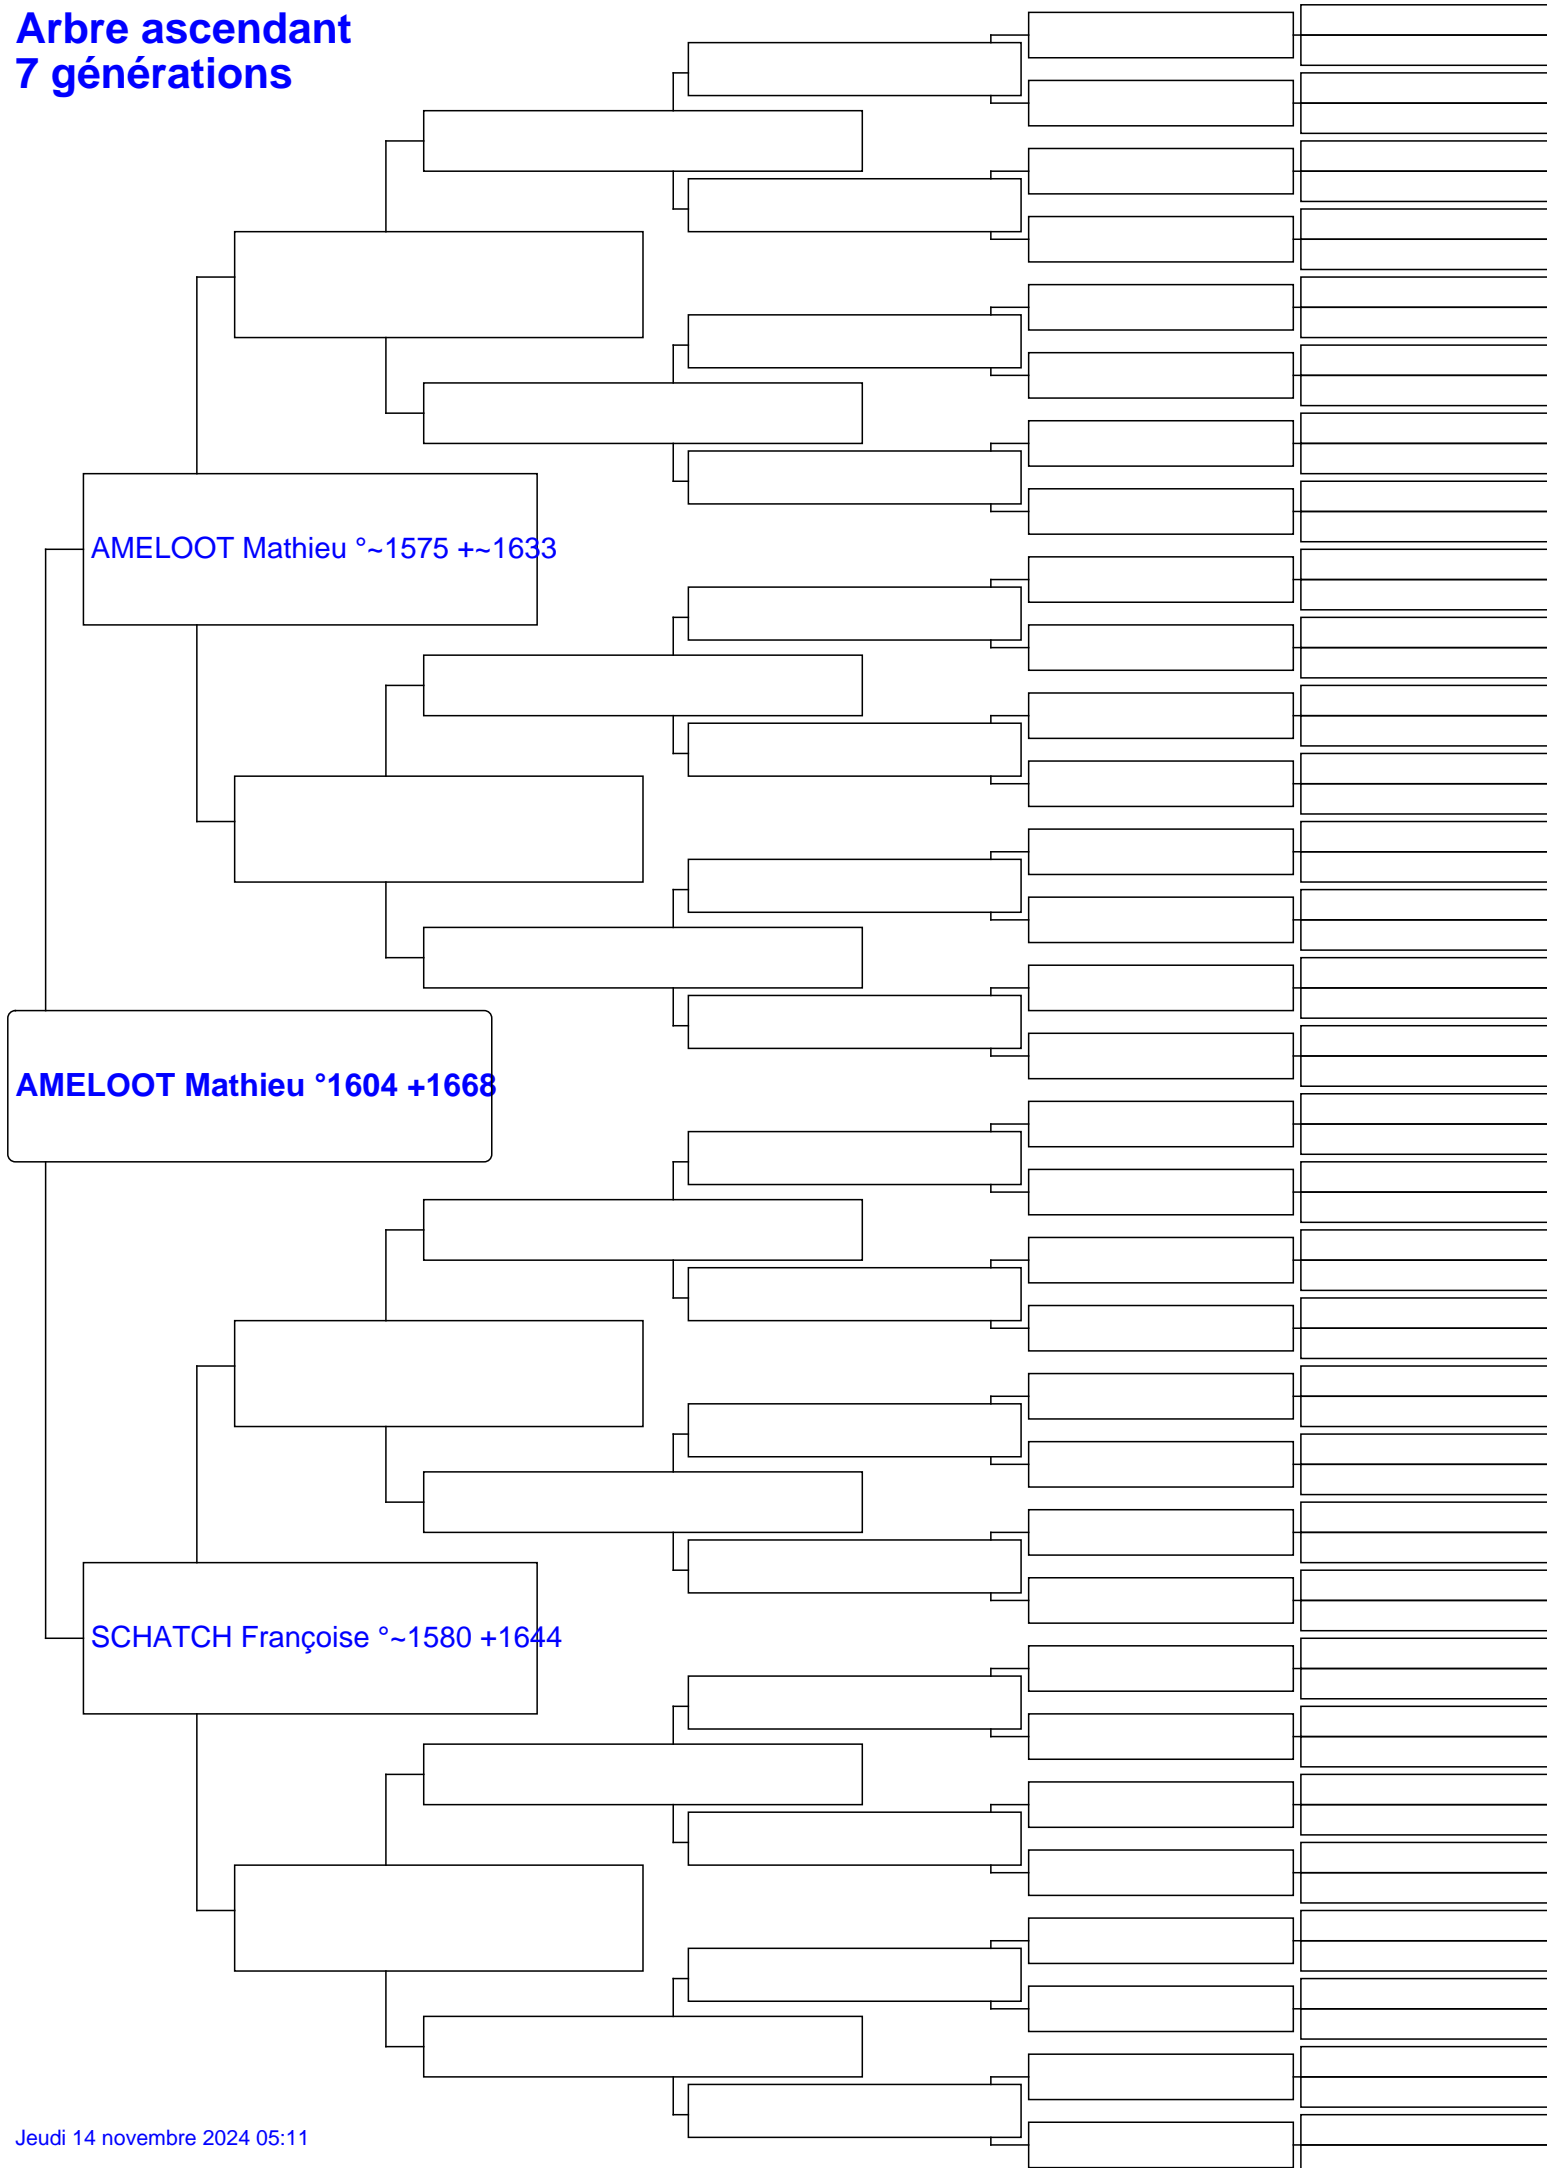 Arbre ascendant
7 générations
AMELOOT Mathieu °~1575 +~1633
AMELOOT Mathieu °1604 +1668
SCHATCH Françoise °~1580 +1644
Jeudi 14 novembre 2024 05:11